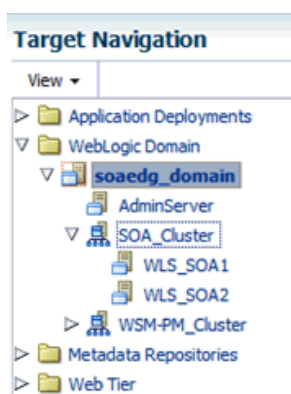 Target Navigation
View
Application Deployments
WebLogic Domain
soaedg_domain
AdminServer
SOA_Cluster
WLS_SOA1
WLS_SOA2
WSM-PM_Cluster
Metadata Repositories
Web Tier